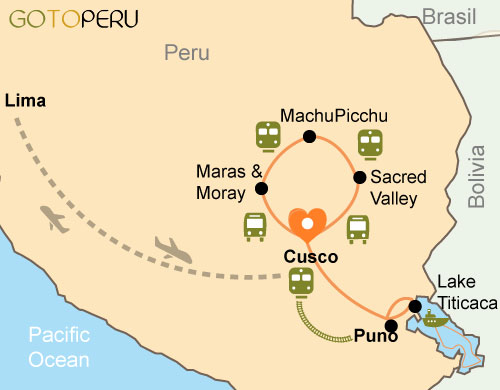 GOTOPERU
Brasil
Peru
Lima
MachuPicchu
Maras &
Moray
Sacred
Valley
Bolivia
Cusco
Lake
Titicaca
Puno
Pacific
Ocean